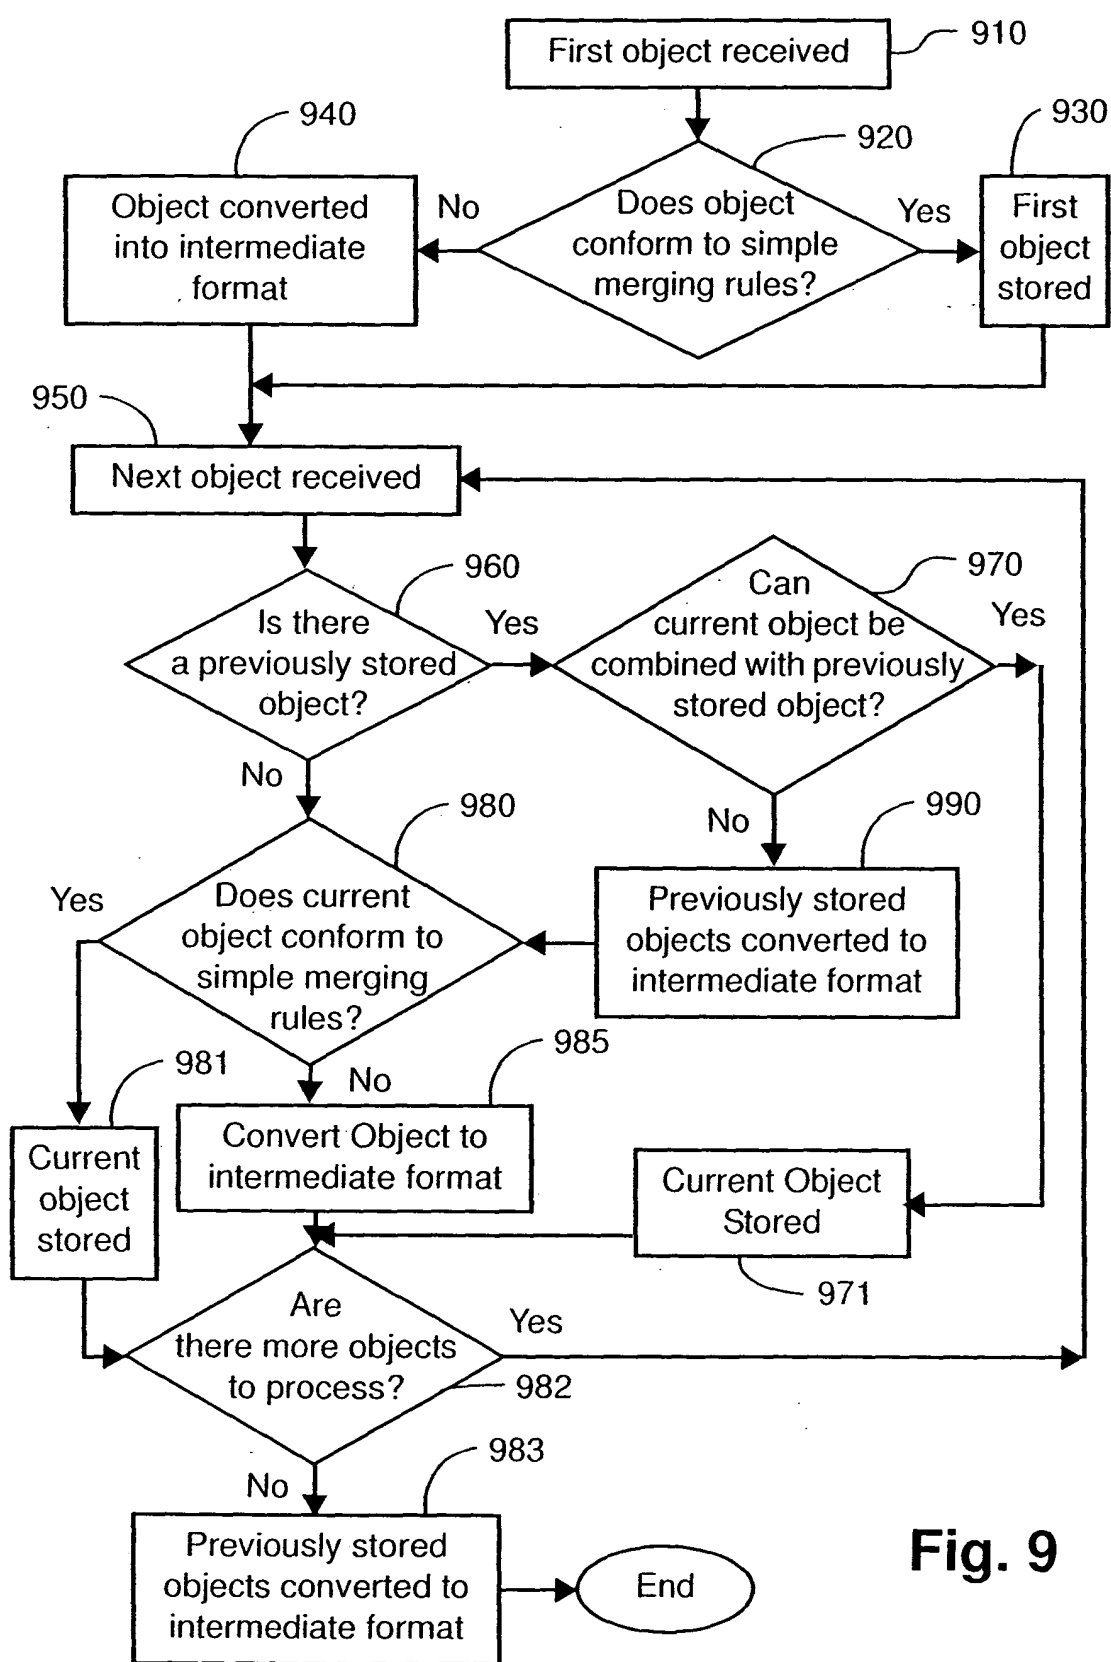 First object received
910
940
920
930
Object converted
into intermediate
format
No
Does object
conform to simple
merging rules?
Yes
First
object
stored
950
Next object received
960
970
Is there
a previously stored
object?
Yes
Can
current object be
combined with previously
stored object?
Yes
No
980
No
990
Yes
Does current
object conform to
simple merging
rules?
Previously stored
objects converted to
intermediate format
981
No
985
Current
object
stored
Convert Object to
intermediate format
Current Object
Stored
971
Are
there more objects
to process?
Yes
982
No
983
Previously stored
objects converted to
intermediate format
End
Fig. 9